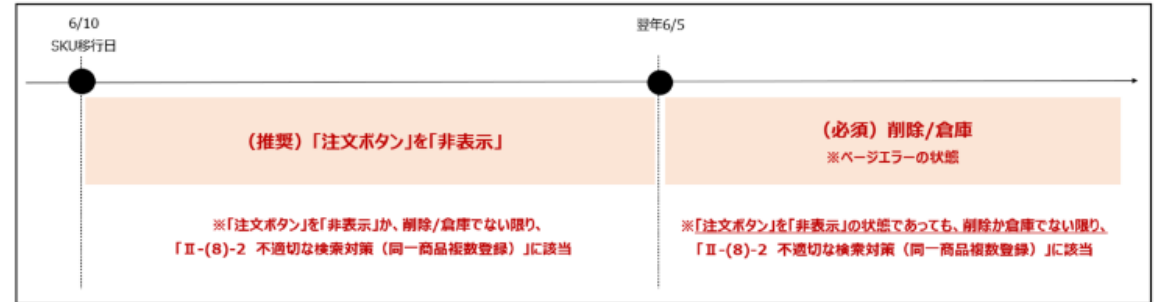 6/10
SKU移行日
翌年6/5
(推奨)「注文ボタン」を「非表示」
(必須) 削除/倉庫
※ページエラーの状態
※「注文ボタン」を「非表示」か、削除/倉庫でない限り、
「Ⅱ-(8)-2 不適切な検索対策（同一商品複数登録）」に該当
※「注文ボタン」を「非表示」の状態であっても、削除か倉庫でない限り、
「Ⅱ-(8)-2 不適切な検索対策（同一商品複数登録）」に該当